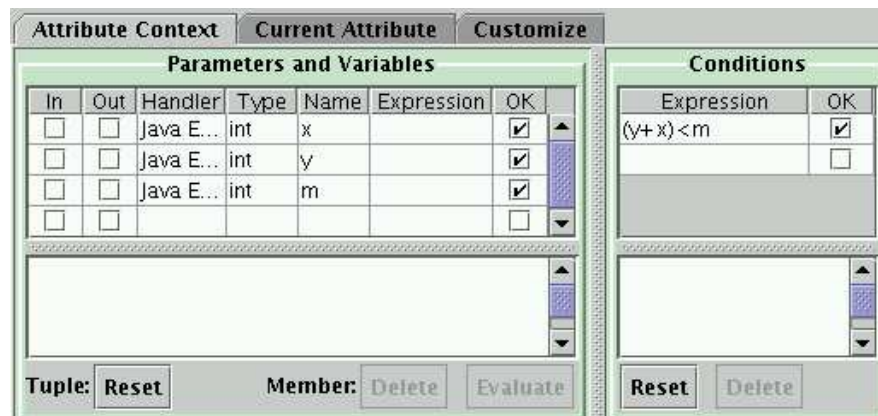 Attribute Context Current Attribute Customize
Parameters and Variables
In Out Handler Type Name Expression OK
Java E... int x
Java E... int y
Java E... int m
Tuple: Reset Member: Delete Evaluate
Conditions
Expression OK
(y+x)<m
Reset Delete